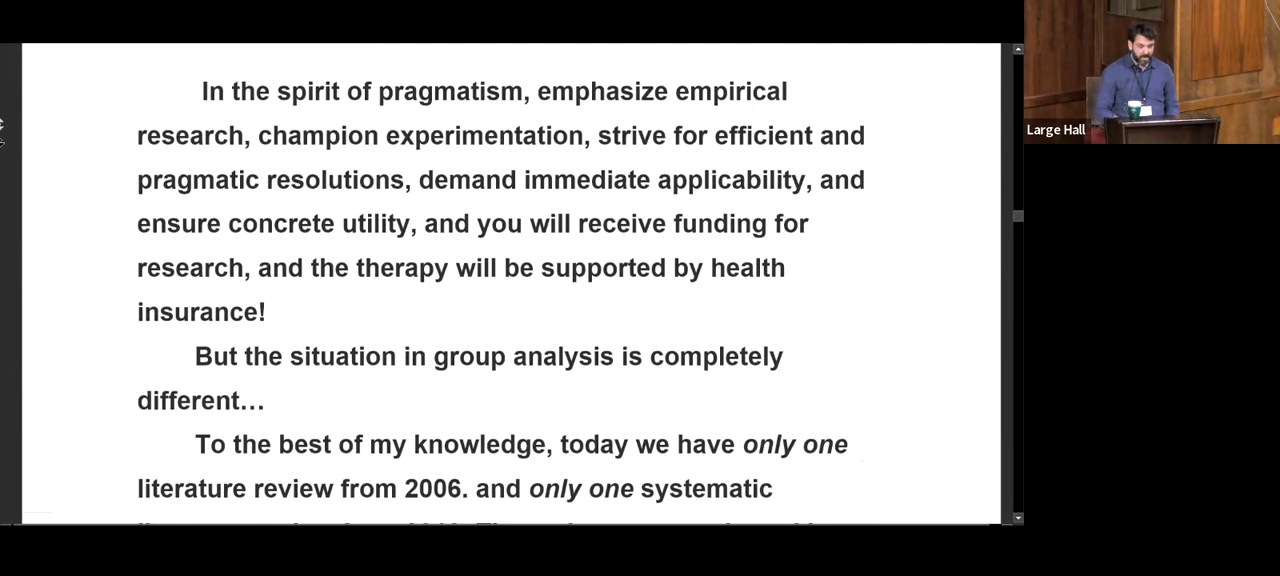 In the spirit of pragmatism, emphasize empirical
research, champion experimentation, strive for efficient and
pragmatic resolutions, demand immediate applicability, and
ensure concrete utility, and you will receive funding for
research, and the therapy will be supported by health
insurance!
But the situation in group analysis is completely
different…
To the best of my knowledge, today we have only one
literature review from 2006. and only one systematic
Large Hall